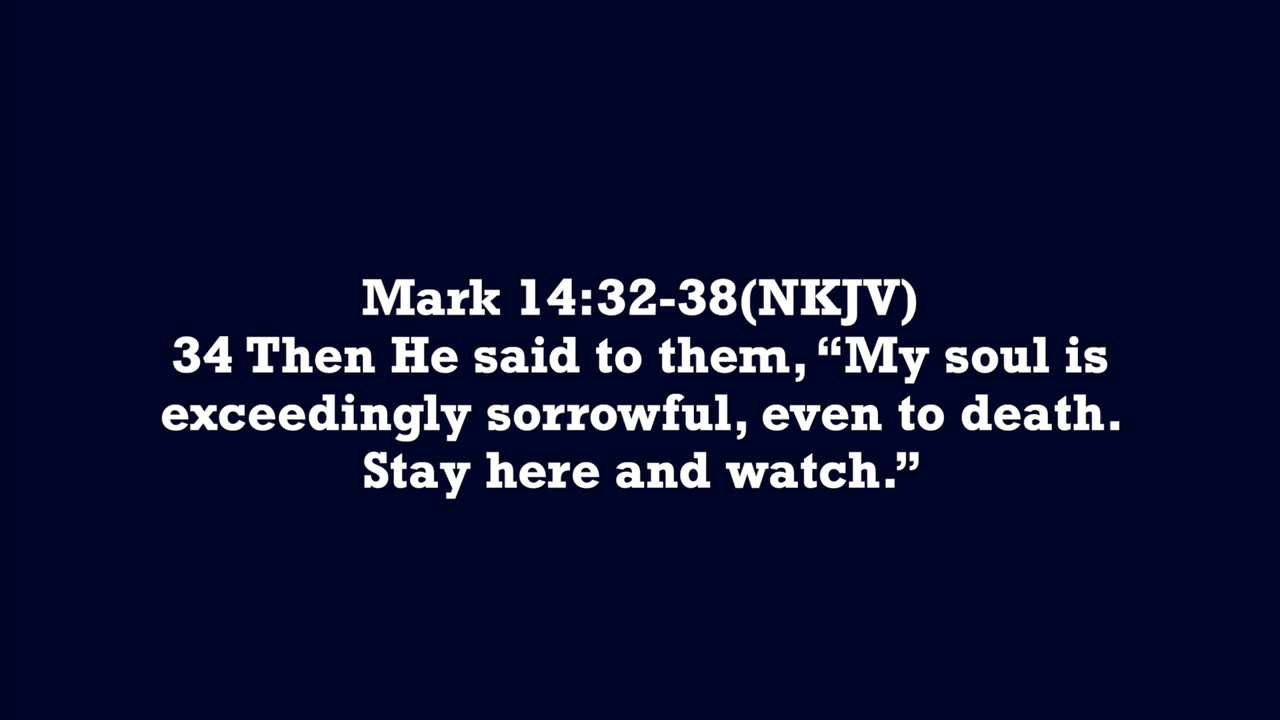 Mark 14:32-38(NKJV)
34 Then He said to them, “My soul is
exceedingly sorrowful, even to death.
Stay here and watch.”